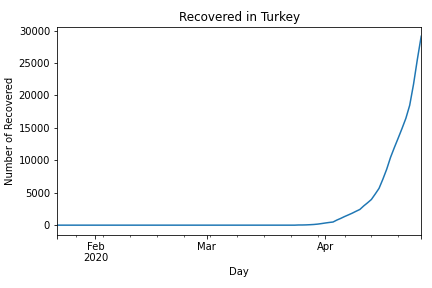 Recovered in Turkey
30000
25000
20000
15000
10000
5000
0
Number of Recovered
Feb
2020
Mar
Apr
Day